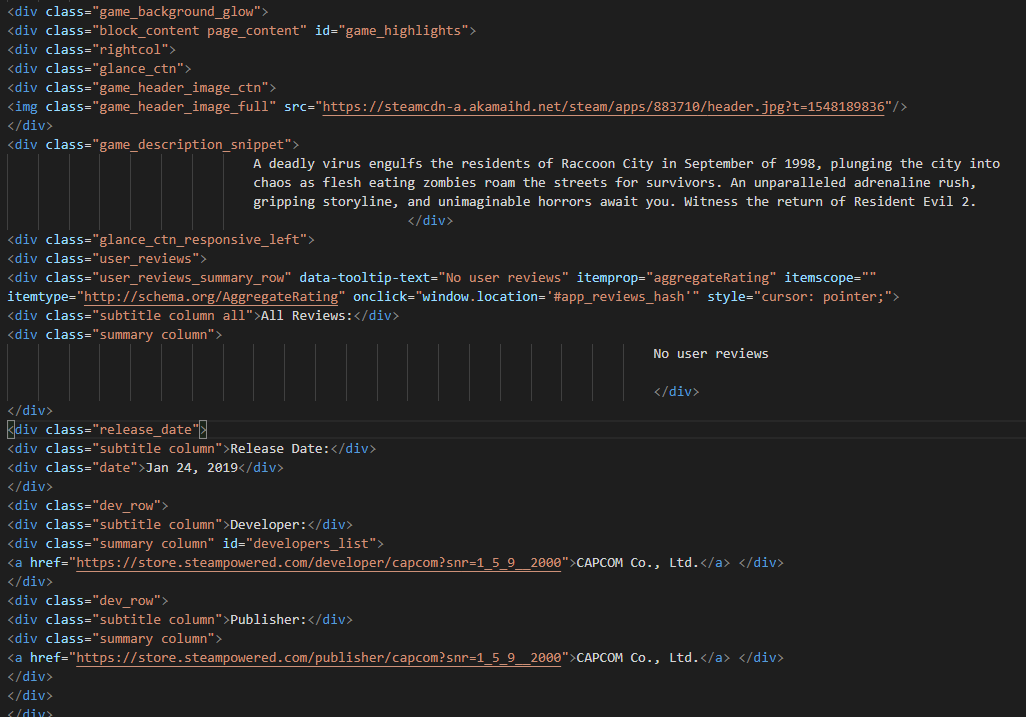 <div class="game_background_glow">
<div class="block_content page_content" id="game_highlights">
<div class="rightcol">
<div class="glance_ctn">
<div class="game_header_image_ctn">
<img class="game_header_image_full" src="https://steamcdn-a.akamaihd.net/steam/apps/883710/header.jpg?t=1548189836"/>
</div>
<div class="game_description_snippet">
A deadly virus engulfs the residents of Raccoon City in September of 1998, plunging the city into
chaos as flesh eating zombies roam the streets for survivors. An unparalleled adrenaline rush,
gripping storyline, and unimaginable horrors await you. Witness the return of Resident Evil 2.
</div>
<div class="glance_ctn_responsive_left">
<div class="user_reviews">
<div class="user_reviews_summary_row" data-tooltip-text="No user reviews" itemprop="aggregateRating" itemscope=""
itemtype="http://schema.org/AggregateRating" onclick="window.location='#app_reviews_hash'" style="cursor: pointer;">
<div class="subtitle column all">All Reviews:</div>
<div class="summary column">
No user reviews
</div>
</div>
<div class="release_date">
<div class="subtitle column">Release Date:</div>
<div class="date">Jan 24, 2019</div>
</div>
<div class="dev_row">
<div class="subtitle column">Developer:</div>
<div class="summary column" id="developers_list">
<a href="https://store.steampowered.com/developer/capcom?snr=1_5_9__2000">CAPCOM Co., Ltd.</a> </div>
</div>
<div class="dev_row">
<div class="subtitle column">Publisher:</div>
<div class="summary column">
<a href="https://store.steampowered.com/publisher/capcom?snr=1_5_9__2000">CAPCOM Co., Ltd.</a> </div>
</div>
</div>
</div>